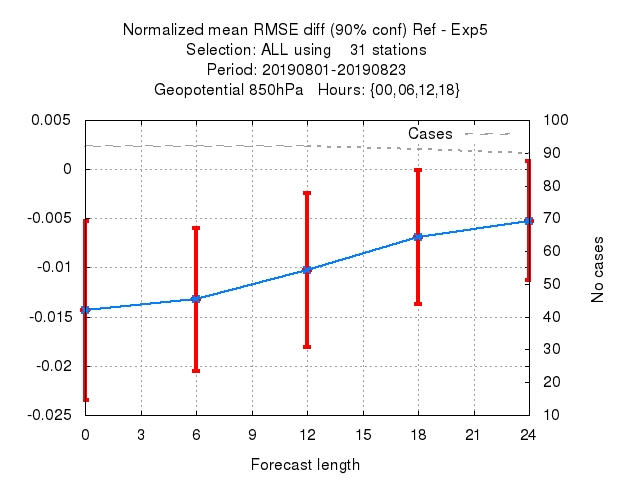 Normalized mean RMSE diff (90% conf) Ref - Exp5
Selection: ALL using    31 stations
Period: 20190801-20190823
Geopotential 850hPa   Hours: {00,06,12,18}
Cases
0.005
0
-0.005
-0.01
-0.015
-0.02
-0.025
100
90
80
70
60
50
40
30
20
10
No cases
0 3 6 9 12 15 18 21 24
Forecast length